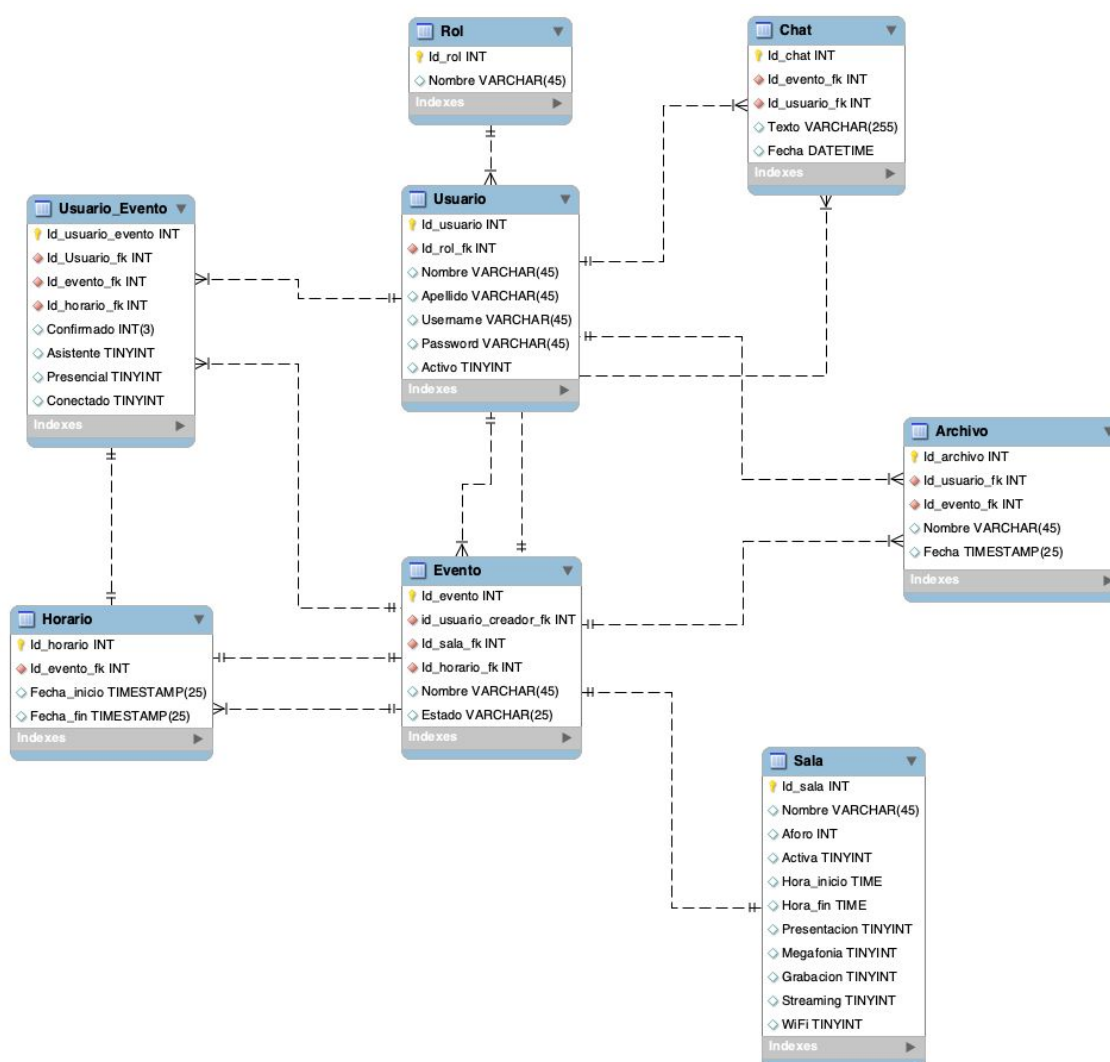 Rol
Id_rol INT
Nombre VARCHAR(45)
Indexes
Chat
Id_chat INT
Id_evento_fk INT
Id_usuario_fk INT
Texto VARCHAR(255)
Fecha DATETIME
Indexes
Usuario_Evento
Id_usuario_evento INT
Id_Usuario_fk INT
Id_evento_fk INT
Id_horario_fk INT
Confirmado INT(3)
Asistente TINYINT
Presencial TINYINT
Conectado TINYINT
Indexes
Usuario
Id_usuario INT
Id_rol_fk INT
Nombre VARCHAR(45)
Apellido VARCHAR(45)
Username VARCHAR(45)
Password VARCHAR(45)
Activo TINYINT
Indexes
Archivo
Id_archivo INT
Id_usuario_fk INT
Id_evento_fk INT
Nombre VARCHAR(45)
Fecha TIMESTAMP(25)
Indexes
Horario
Id_horario INT
Id_evento_fk INT
Fecha_inicio TIMESTAMP(25)
Fecha_fin TIMESTAMP(25)
Indexes
Evento
Id_evento INT
id_usuario_creador_fk INT
Id_sala_fk INT
Id_horario_fk INT
Nombre VARCHAR(45)
Estado VARCHAR(25)
Indexes
Sala
Id_sala INT
Nombre VARCHAR(45)
Aforo INT
Activa TINYINT
Hora_inicio TIME
Hora_fin TIME
Presentacion TINYINT
Megafonia TINYINT
Grabacion TINYINT
Streaming TINYINT
WiFi TINYINT
Indexes